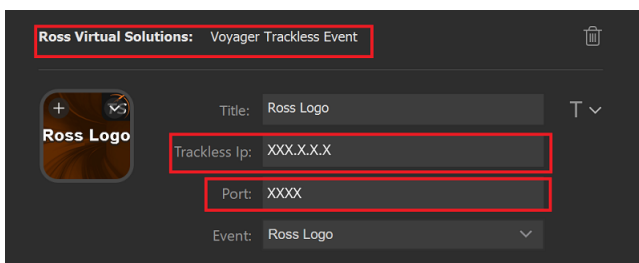 Ross Virtual Solutions: Voyager Trackless Event
Title: Ross Logo
Ross Logo
Trackless Ip: XXX.X.X.X
Port: XXXX
Event: Ross Logo